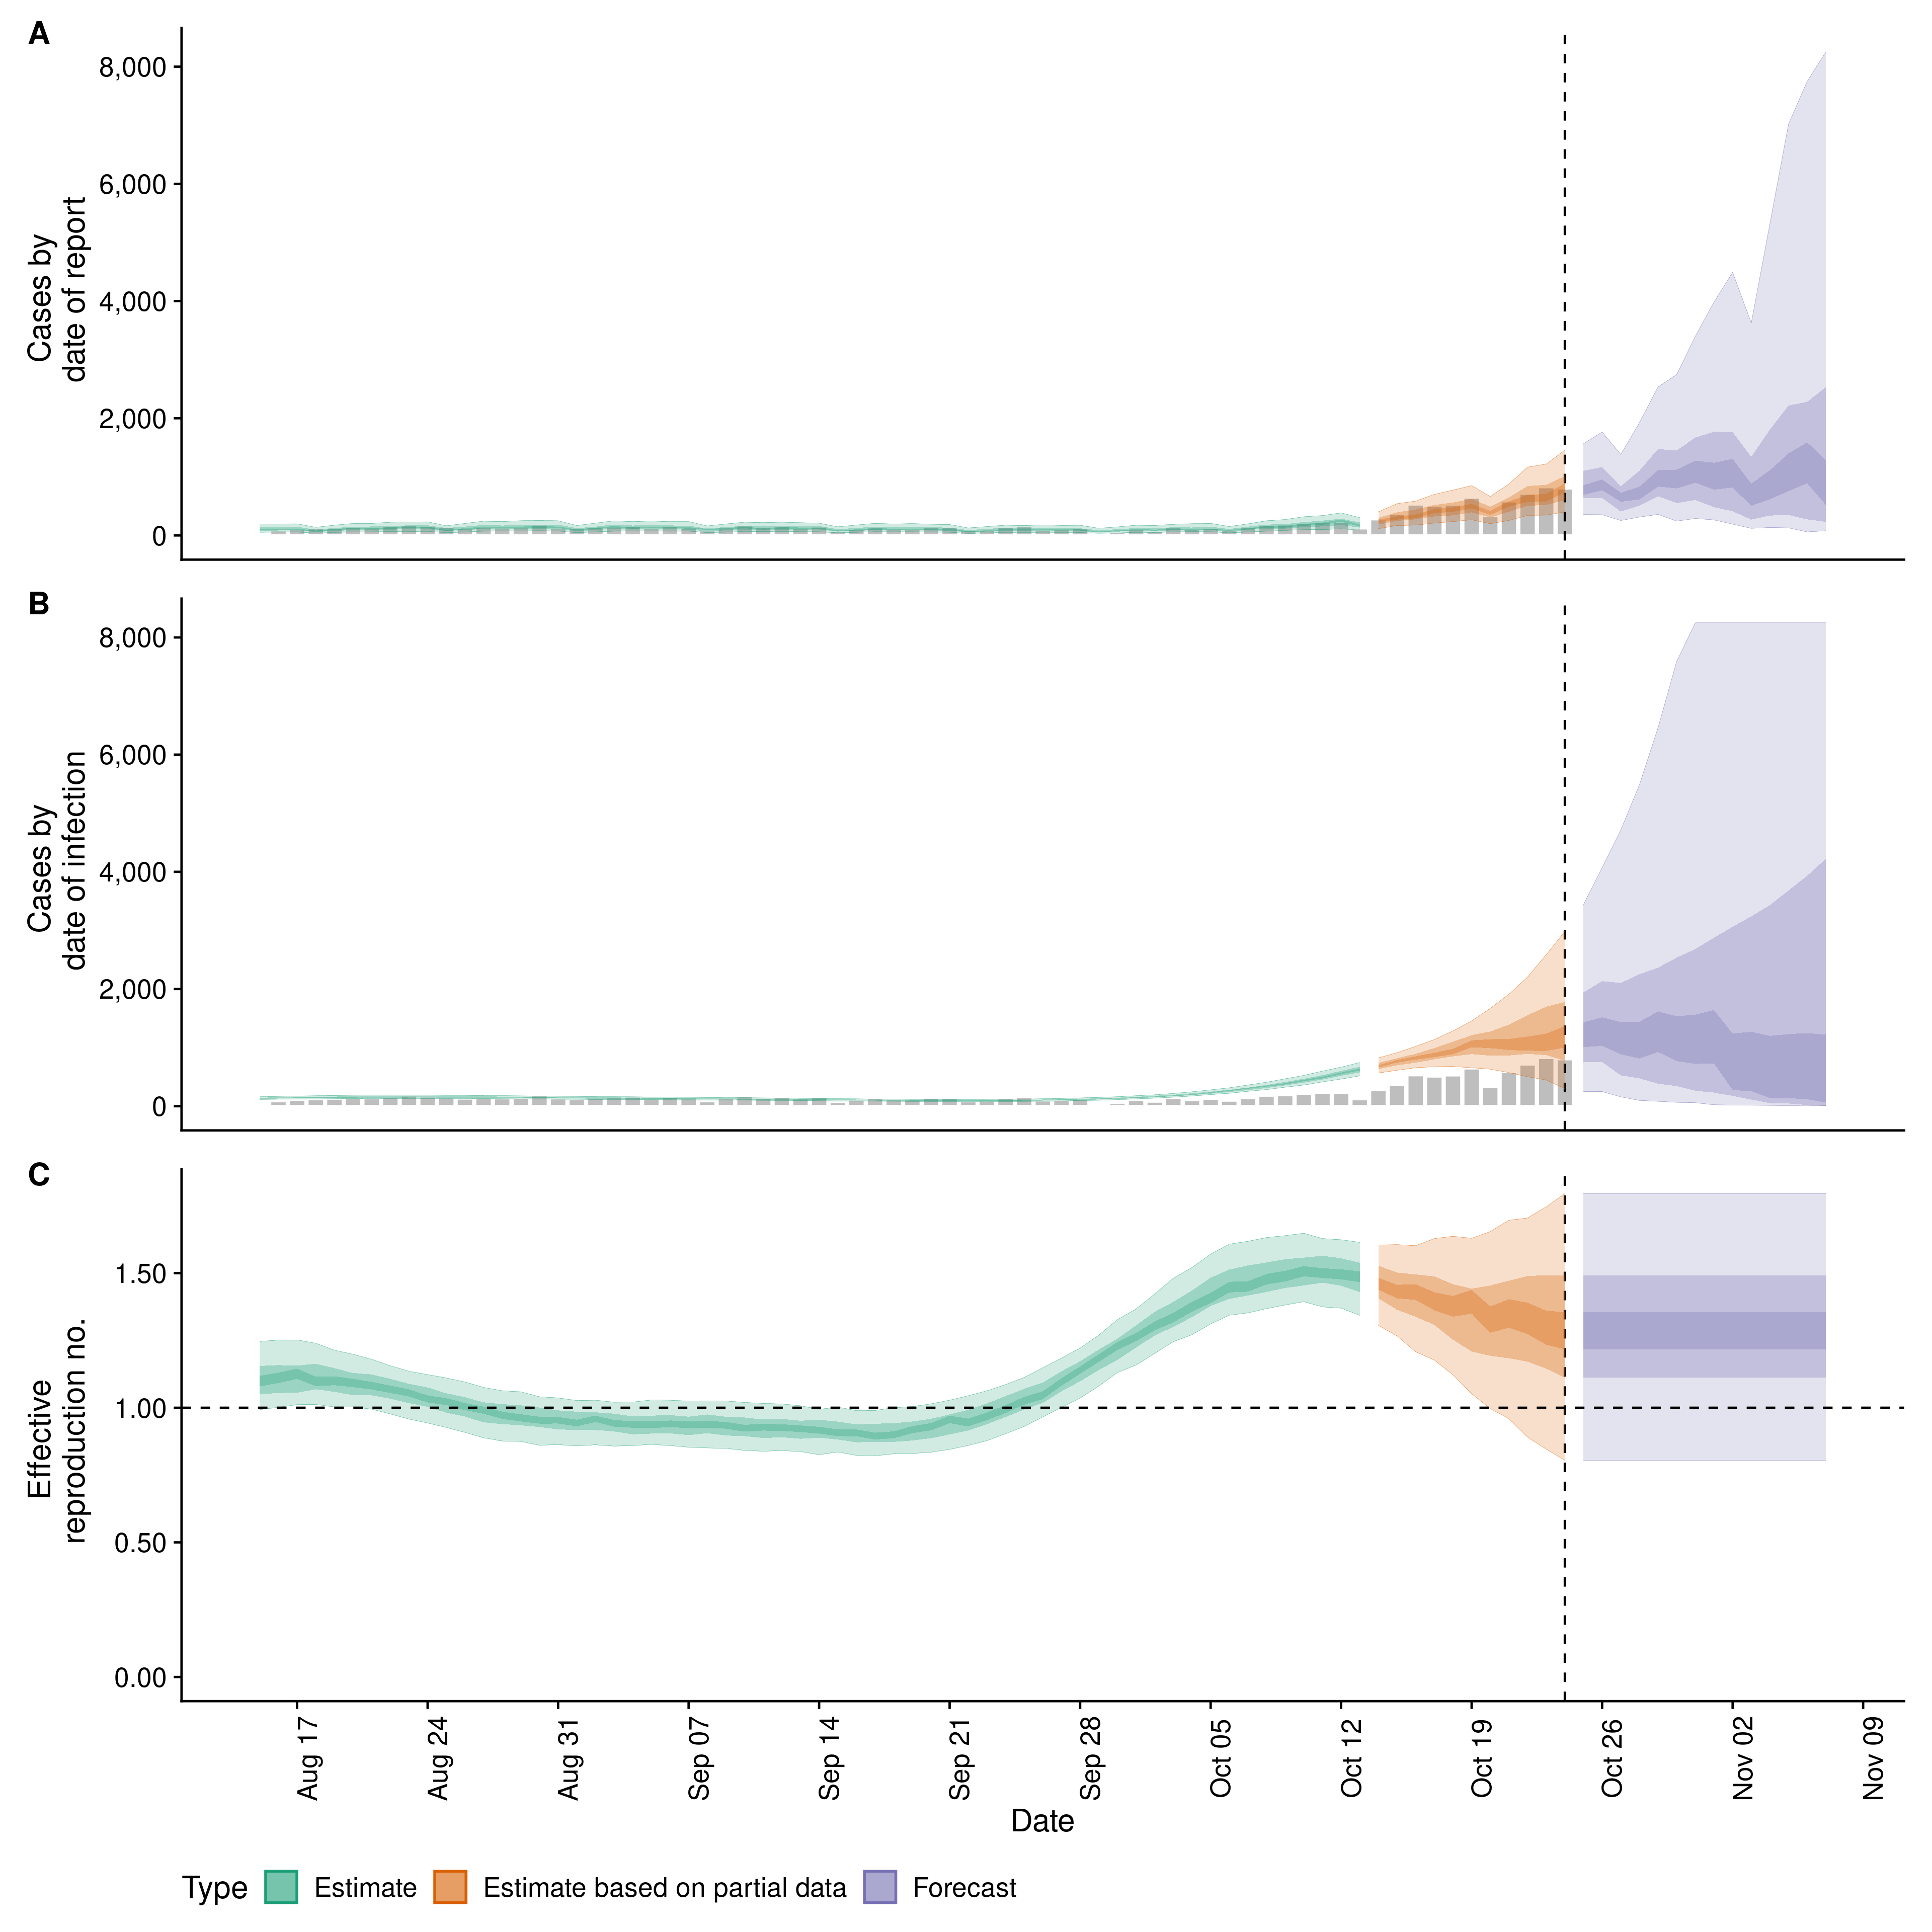 A
8,000
6,000
4,000
2,000
0
Cases by
date of report
B
8,000
6,000
4,000
2,000
0
Cases by
date of infection
C
1.50
1.00
0.50
0.00
Effective
reproduction no.
Aug 17
Aug 24
Aug 31
Sep 07
Sep 14
Sep 21
Sep 28
Oct 05
Oct 12
Oct 19
Oct 26
Nov 02
Nov 09
Date
Type Estimate Estimate based on partial data Forecast